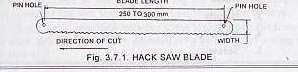 BLADE LENGTH
PIN HOLE
PIN HOLE
250 TO 300 mm
DIRECTION OF CUT
WIDTH
Fig. 3.7.1. HACK SAW BLADE